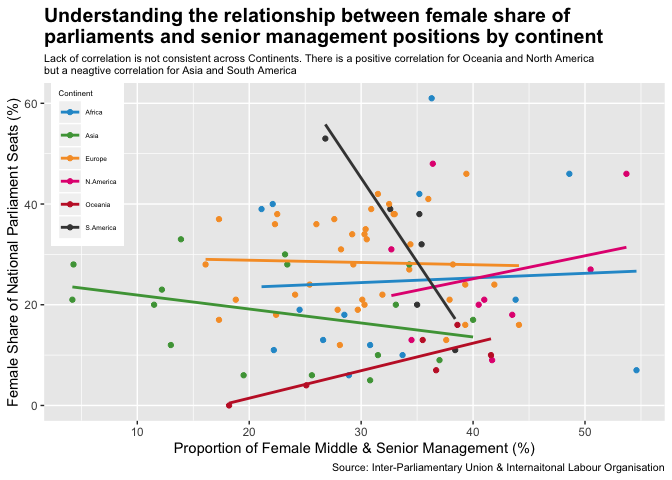 Understanding the relationship between female share of
parliaments and senior management positions by continent
Lack of correlation is not consistent across Continents. There is a positive correlation for Oceania and North America
but a neagtive correlation for Asia and South America
Female Share of National Parliament Seats (%)
60
40
20
0
Continent
Africa
Asia
Europe
N.America
Oceania
S.America
10
20
30
40
50
Proportion of Female Middle & Senior Management (%)
Source: Inter-Parliamentary Union & Internaitonal Labour Organisation